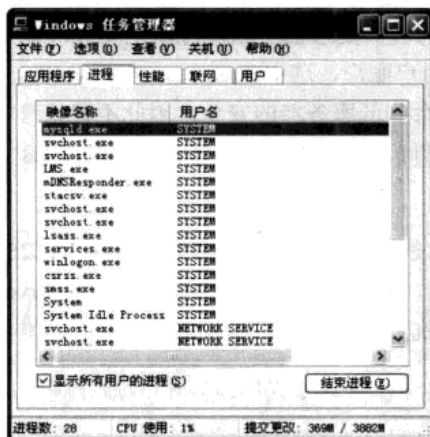 Windows 任务管理器
文件(F) 选项(O) 查看(V) 关机(U) 帮助(H)
应用程序 进程 性能 联网 用户
映像名称 用户名
mysqld.exe SYSTEM
svchost.exe SYSTEM
svchost.exe SYSTEM
LMS.exe SYSTEM
mDNSResponder.exe SYSTEM
stacsv.exe SYSTEM
svchost.exe SYSTEM
svchost.exe SYSTEM
lsass.exe SYSTEM
services.exe SYSTEM
winlogon.exe SYSTEM
csrss.exe SYSTEM
smss.exe SYSTEM
System SYSTEM
System Idle Process SYSTEM
svchost.exe NETWORK SERVICE
svchost.exe NETWORK SERVICE
显示所有用户的进程(S) 结束进程(E)
进程数: 28 CPU 使用: 1% 提交更改: 369M / 3882M